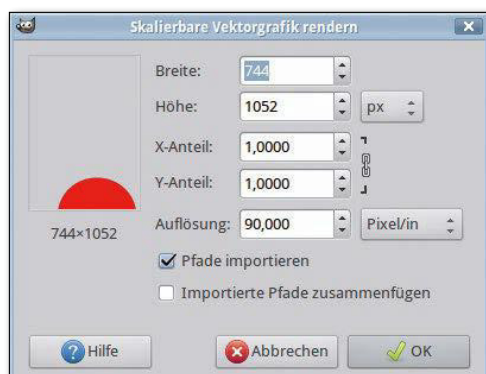 Skalierbare Vektorgrafik rendern
Breite: 744
Höhe: 1052 px
X-Anteil: 1,0000
Y-Anteil: 1,0000
744×1052
Auflösung: 90,000 Pixel/in
Pfade importieren
Importierte Pfade zusammenfügen
Hilfe Abbrechen OK